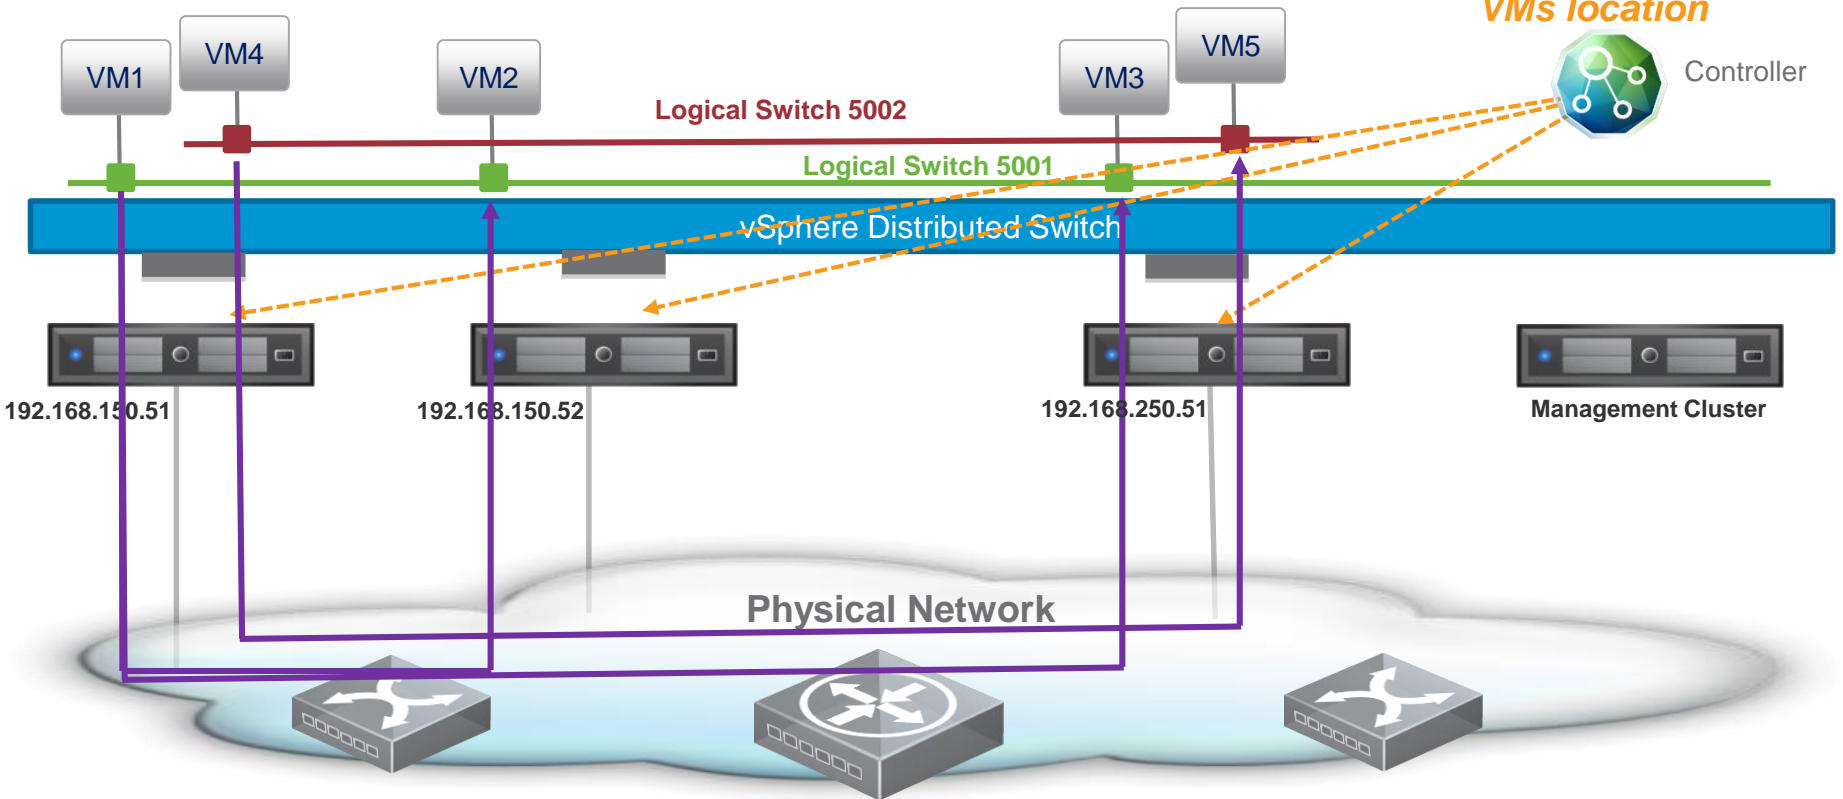 VMs location
VM1
VM4
VM2
VM3
VM5
Controller
Logical Switch 5002
Logical Switch 5001
vSphere Distributed Switch
192.168.150.51
192.168.150.52
192.168.250.51
Management Cluster
Physical Network